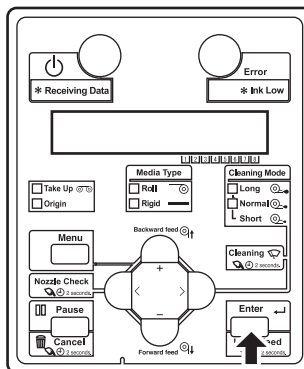 Error
* Receiving Data
* Ink Low
1 2 3 4 5 6 7 8
Media Type
Cleaning Mode
Take Up
Roll
Long
Origin
Rigid
Normal
Short
Menu
Backward feed
Cleaning
2 seconds.
Nozzle Check
2 seconds.
+
< >
−
Pause
Enter
Cancel
2 seconds.
Forward feed
2 seconds.